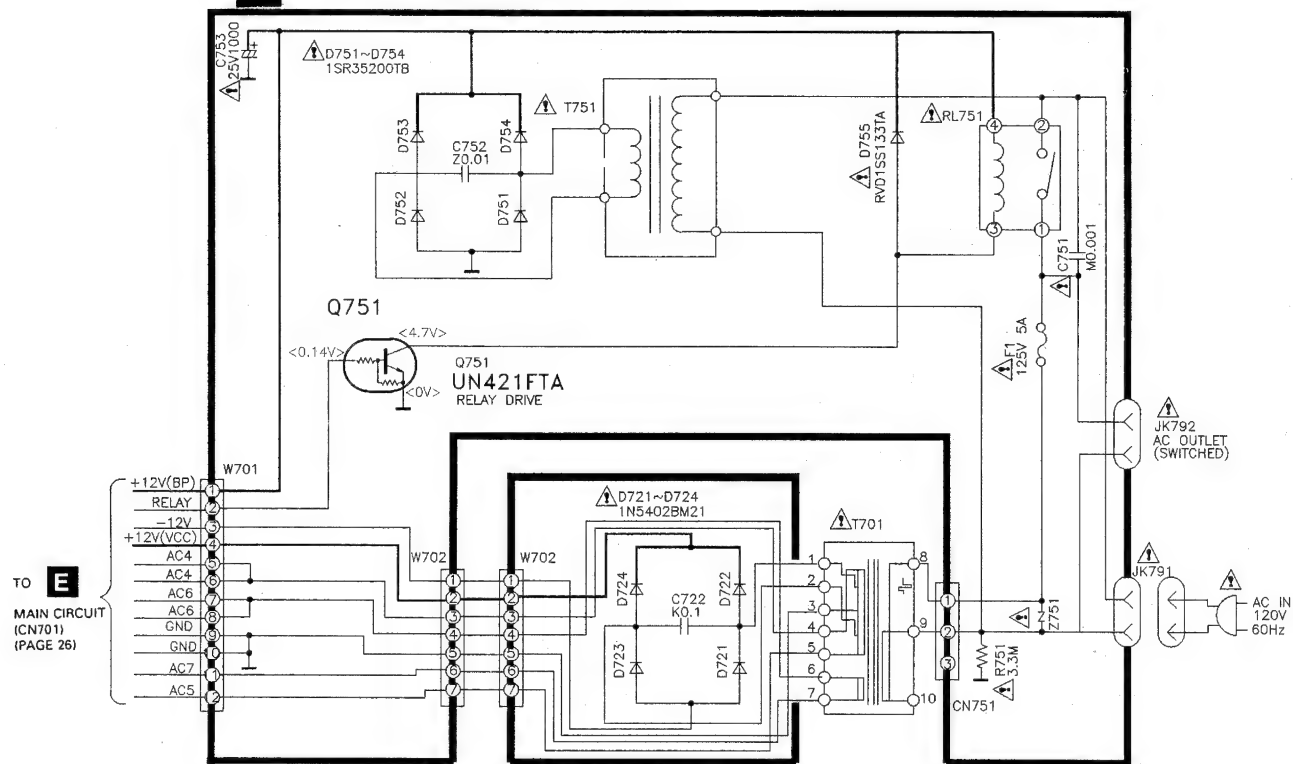 C753
25V1000
+
D751~D754
1SR35200TB
D753
D754
C752
Z0.01
D752
D751
T751
D755
RVD1SS133TA
RL751
4
2
3
1
C751
M0.001
F1
125V 5A
Q751
<4.7V>
<0.14V>
<0V>
Q751
UN421FTA
RELAY DRIVE
JK792
AC OUTLET
(SWITCHED)
W701
+12V(BP) 1
RELAY 2
-12V 3
+12V(VCC) 4
AC4 5
AC4 6
AC6 7
AC6 8
GND 9
GND 10
AC7 11
AC5 12
TO E
MAIN CIRCUIT
(CN701)
(PAGE 26)
W702
1
2
3
4
5
6
7
W702
1
2
3
4
5
6
7
D721~D724
1N5402BM21
D724
D722
C722
K0.1
D723
D721
T701
1
2
3
4
5
6
7
8
9
10
1
2
3
CN751
Z751
R751
3.3M
JK791
AC IN
120V
60Hz